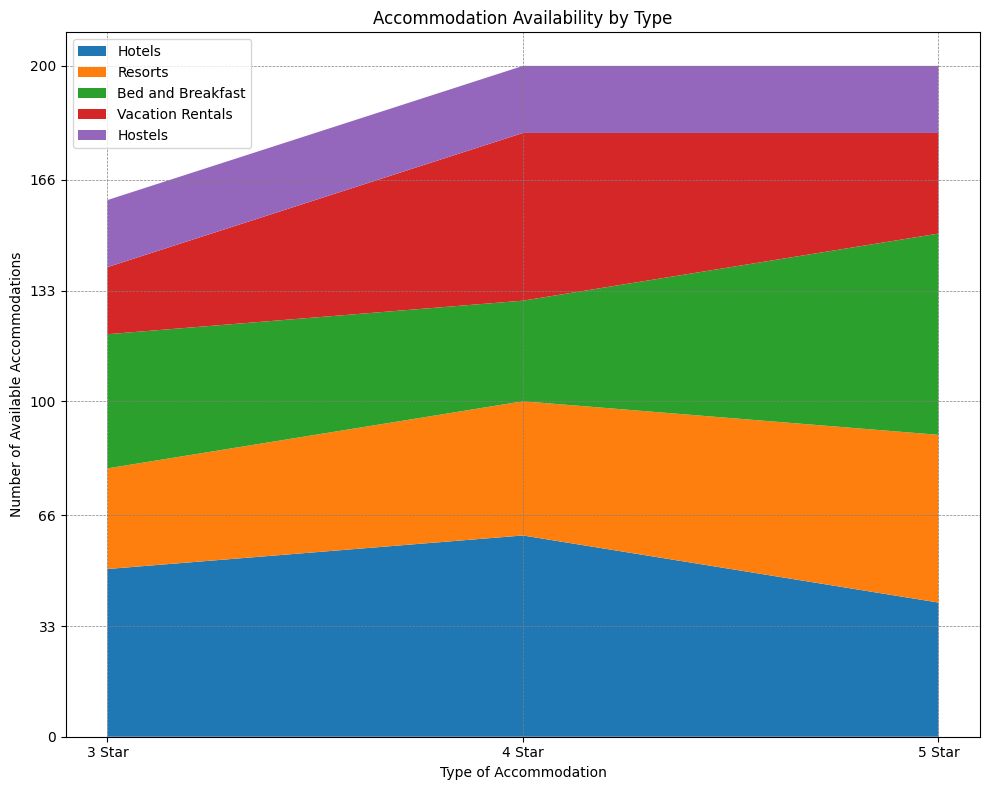 Accommodation Availability by Type
Hotels
Resorts
Bed and Breakfast
Vacation Rentals
Hostels
Number of Available Accommodations
200
166
133
100
66
33
0
3 Star
4 Star
5 Star
Type of Accommodation